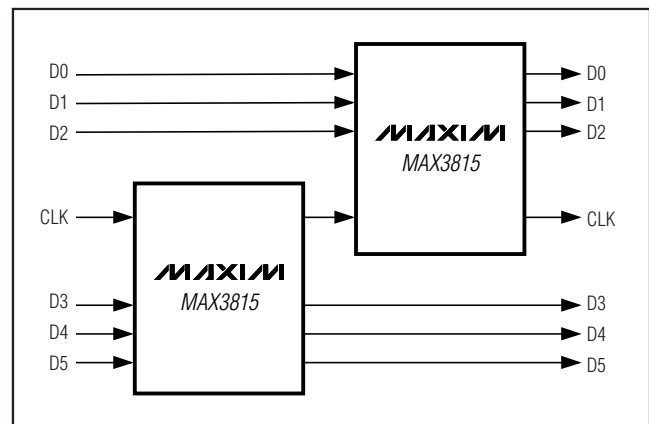 D0 D0
D1 D1
D2 D2
MAXIM
MAX3815
CLK CLK
MAXIM
MAX3815
D3 D3
D4 D4
D5 D5